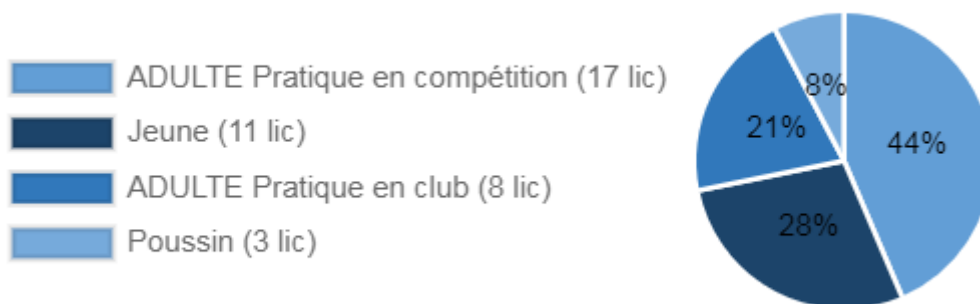 ADULTE Pratique en compétition (17 lic)
Jeune (11 lic)
ADULTE Pratique en club (8 lic)
Poussin (3 lic)
8%
21%
44%
28%